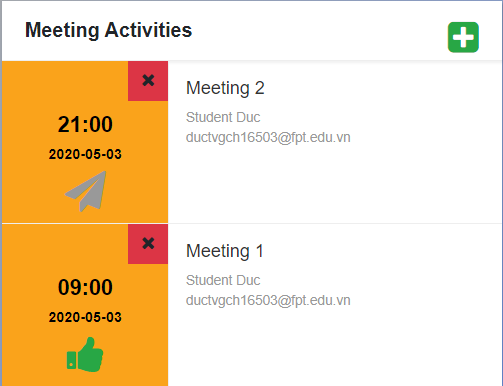 Meeting Activities
21:00
2020-05-03
Meeting 2
Student Duc
ductvgch16503@fpt.edu.vn
09:00
2020-05-03
Meeting 1
Student Duc
ductvgch16503@fpt.edu.vn